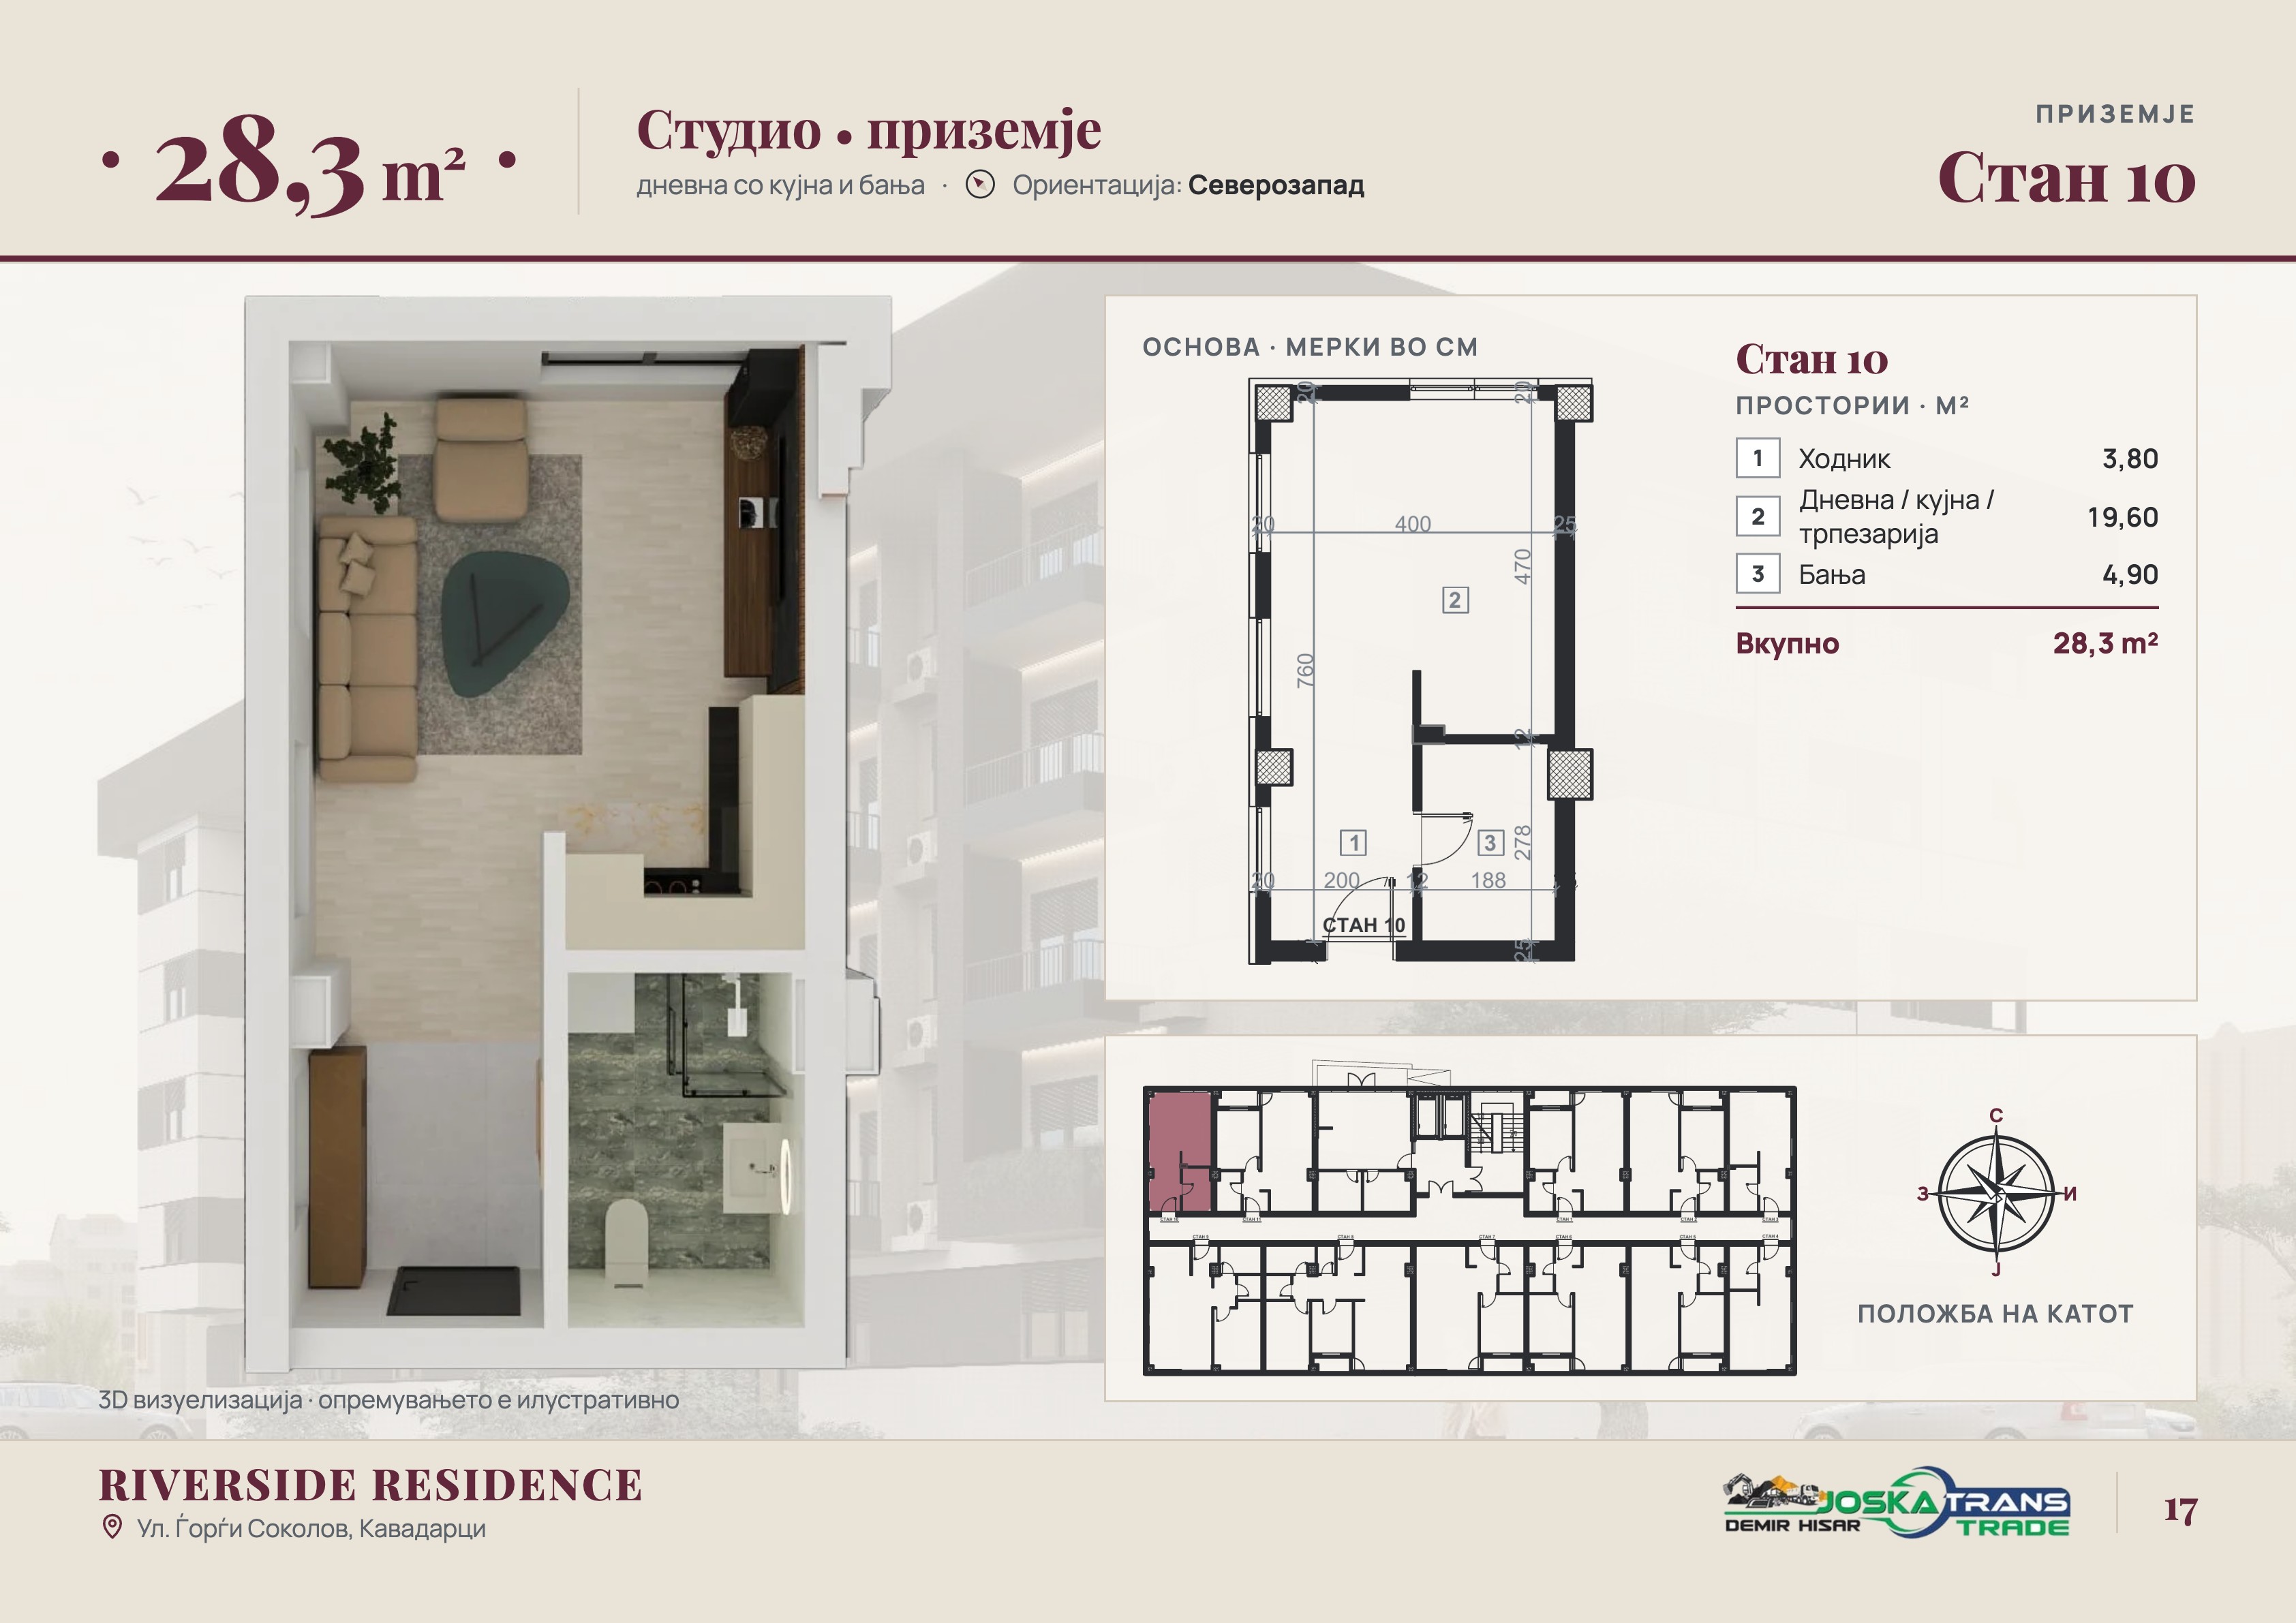 · 28,3 m² ·
Студио • приземје
дневна со кујна и бања · Ориентација: Северозапад
ПРИЗЕМЈЕ
Стан 10
ОСНОВА · МЕРКИ ВО СМ
20
20
20
400
25
470
2
760
12
1
3
278
20
200
12
188
СТАН 10
25
Стан 10
ПРОСТОРИИ · М²
1 Ходник 3,80
2 Дневна / кујна /
трпезарија 19,60
3 Бања 4,90
Вкупно 28,3 m²
С
З
И
Ј
ПОЛОЖБА НА КАТОТ
3D визуелизација · опремувањето е илустративно
RIVERSIDE RESIDENCE
Ул. Ѓорѓи Соколов, Кавадарци
JOSKA TRANS
DEMIR HISAR TRADE
17